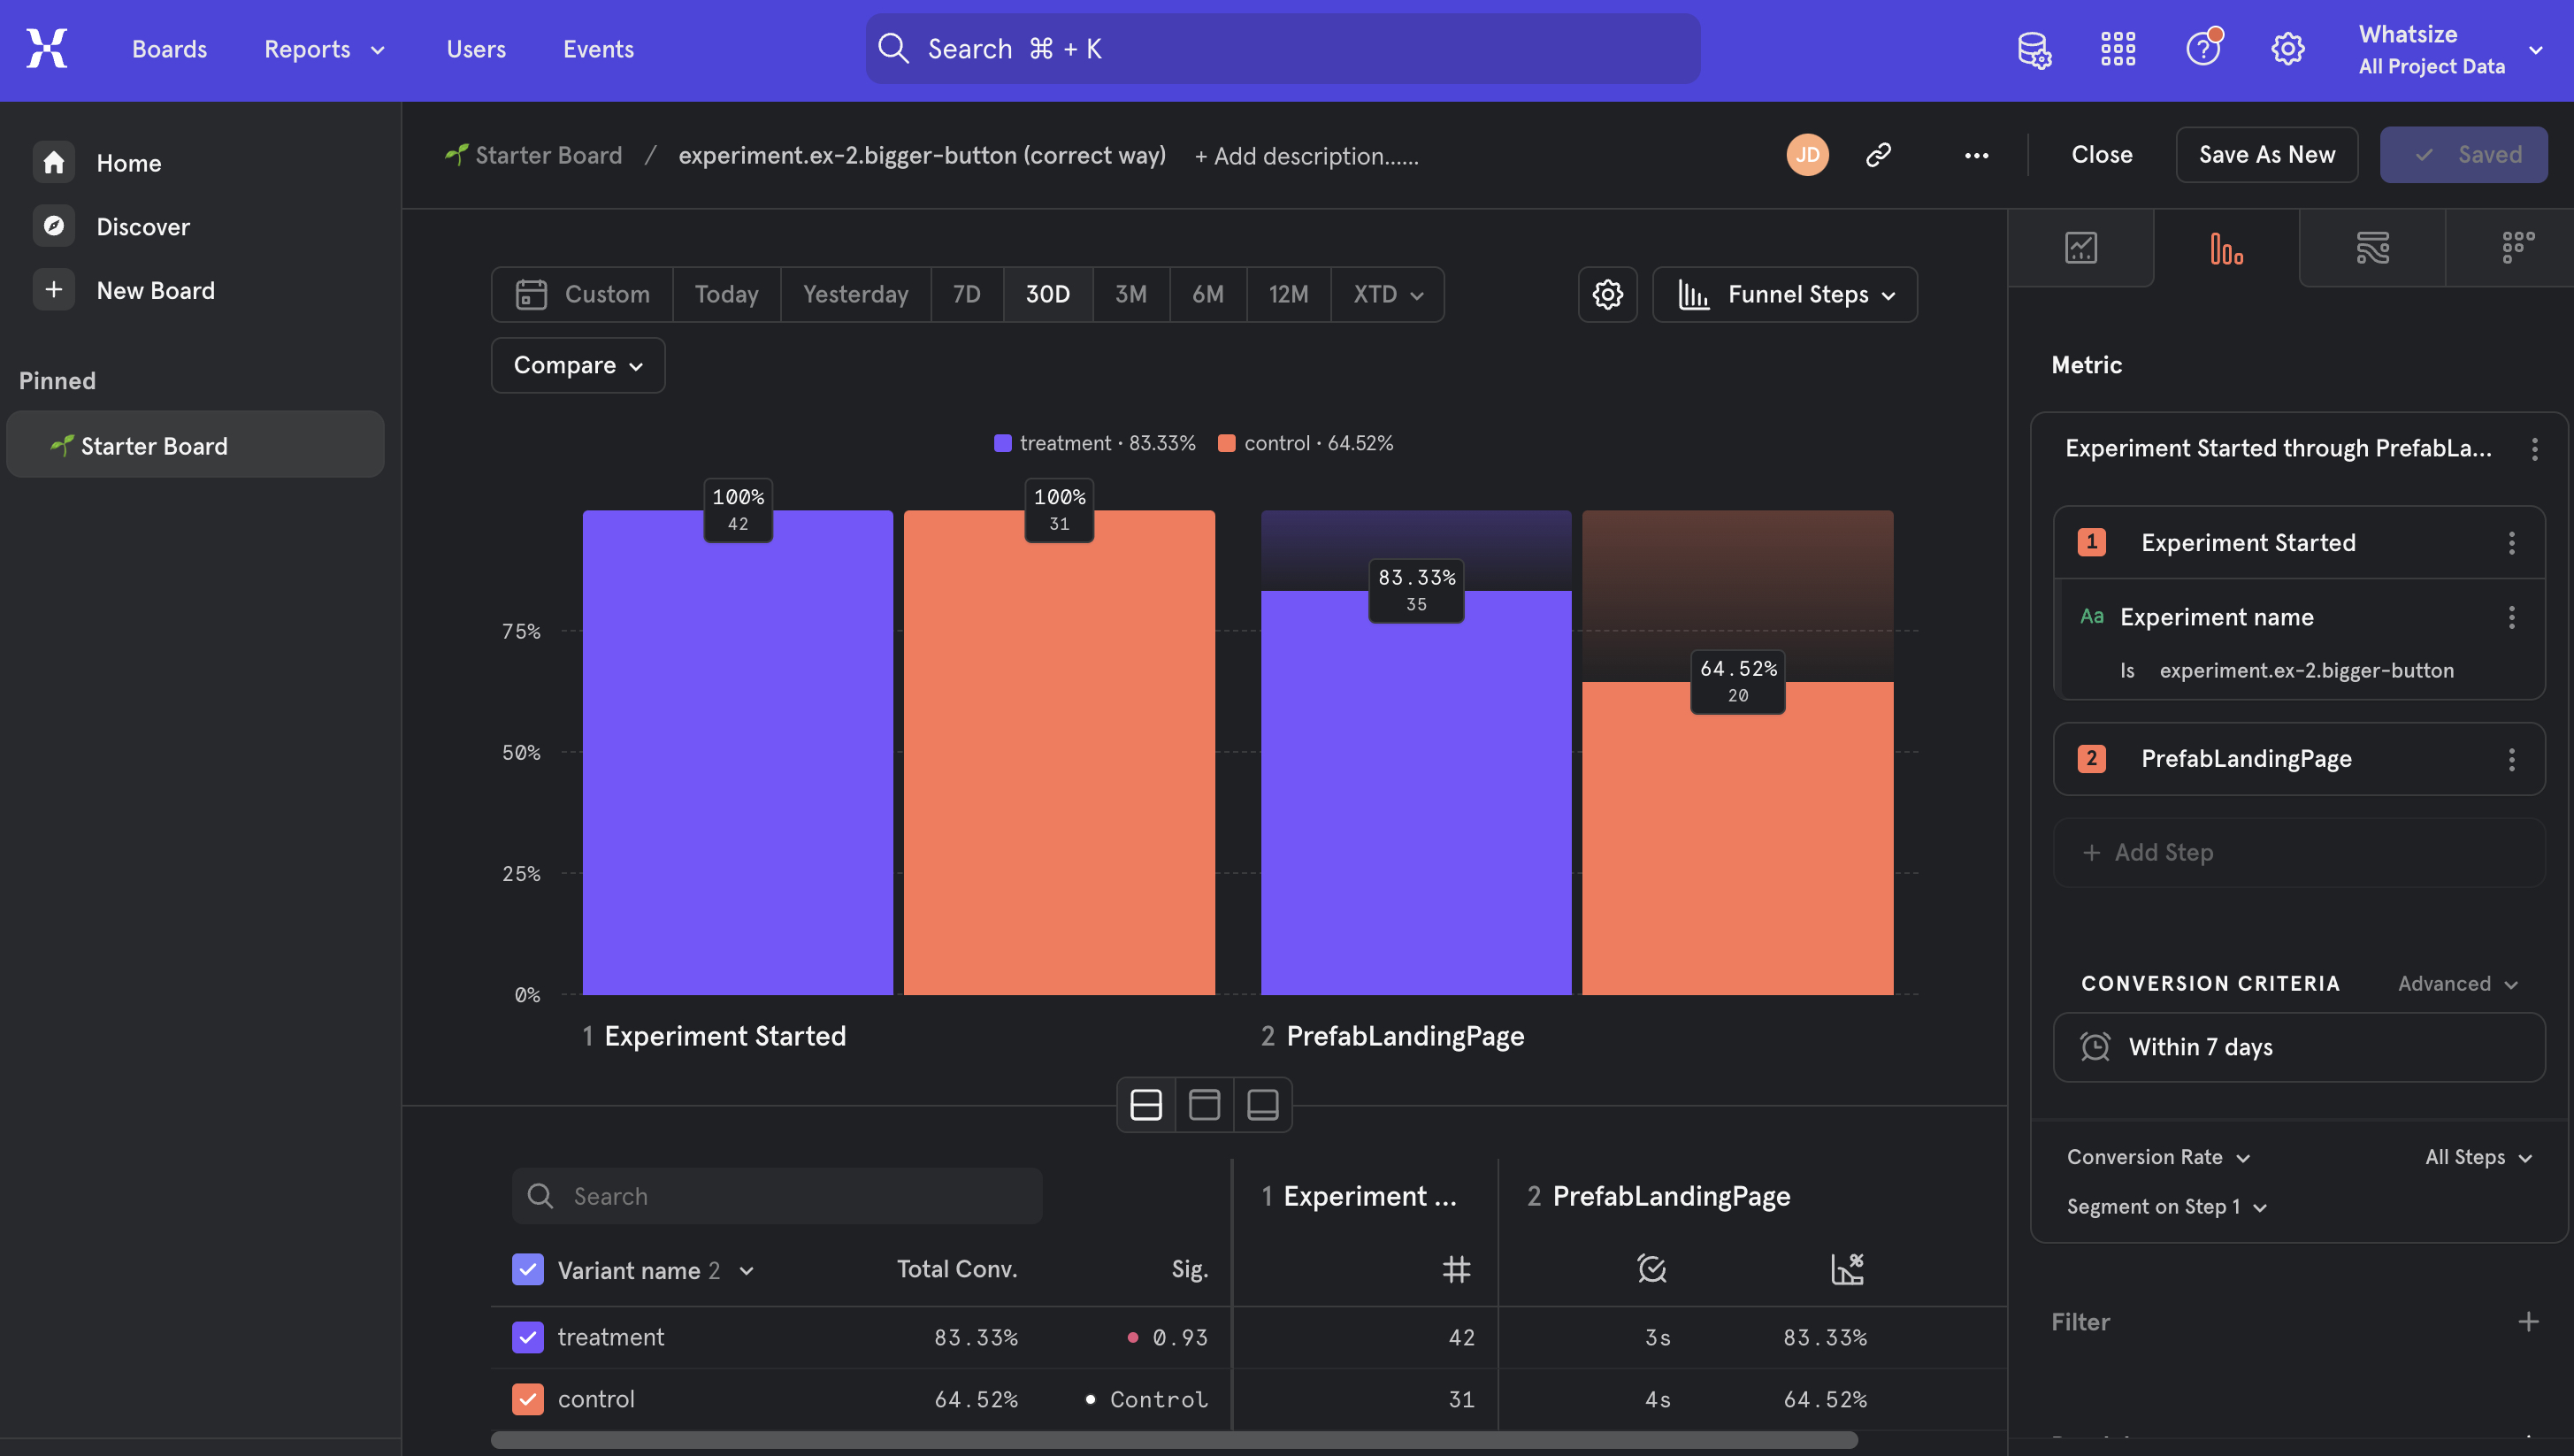 Boards Reports Users Events Search ⌘ + K Whatsize
All Project Data
Home
Discover
New Board
Pinned
Starter Board
Starter Board / experiment.ex-2.bigger-button (correct way) + Add description...... JD Close Save As New Saved
Custom Today Yesterday 7D 30D 3M 6M 12M XTD Funnel Steps
Compare
treatment · 83.33% control · 64.52%
100%
42
100%
31
83.33%
35
64.52%
20
75%
50%
25%
0%
1 Experiment Started
2 PrefabLandingPage
Search
1 Experiment ...
2 PrefabLandingPage
Variant name 2 Total Conv. Sig.
treatment 83.33% 0.93 42 3s 83.33%
control 64.52% Control 31 4s 64.52%
Metric
Experiment Started through PrefabLa...
1 Experiment Started
Aa Experiment name
Is experiment.ex-2.bigger-button
2 PrefabLandingPage
+ Add Step
CONVERSION CRITERIA Advanced
Within 7 days
Conversion Rate All Steps
Segment on Step 1
Filter +